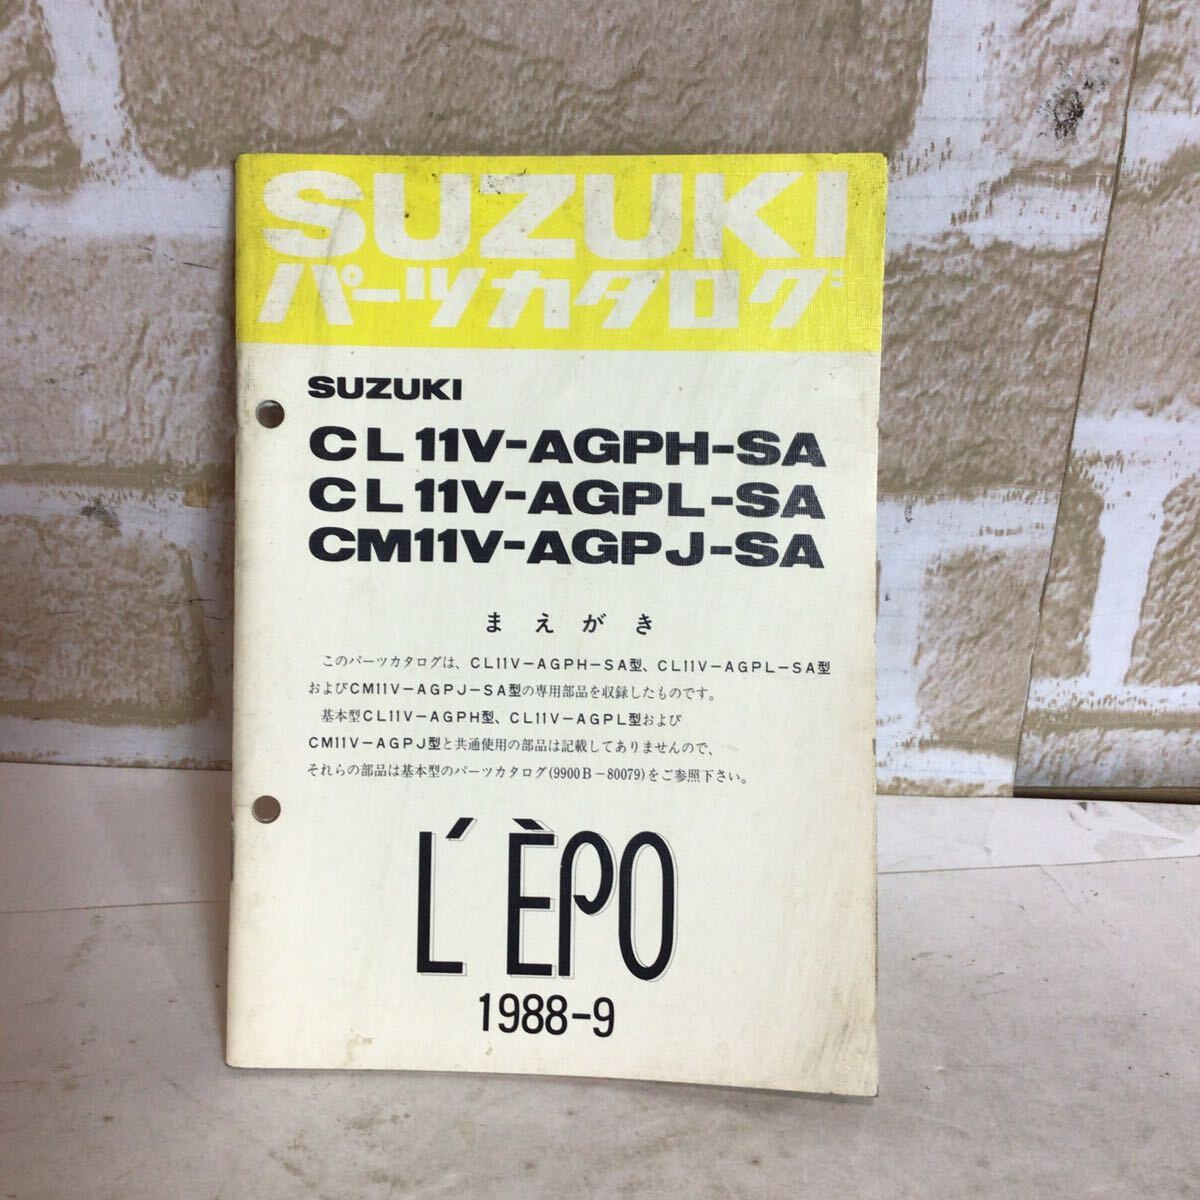 SUZUKI
パーツカタログ
SUZUKI
CL11V-AGPH-SA
CL11V-AGPL-SA
CM11V-AGPJ-SA
まえがき
このパーツカタログは、CL11V-AGPH-SA型、CL11V-AGPL-SA型
およびCM11V-AGPJ-SA型の専用部品を収録したものです。
基本型CL11V-AGPH型、CL11V-AGPL型および
CM11V-AGPJ型と共通使用の部品は記載してありませんので、
それらの部品は基本型のパーツカタログ(9900B-80079)をご参照下さい。
L'ÈPO
1988-9